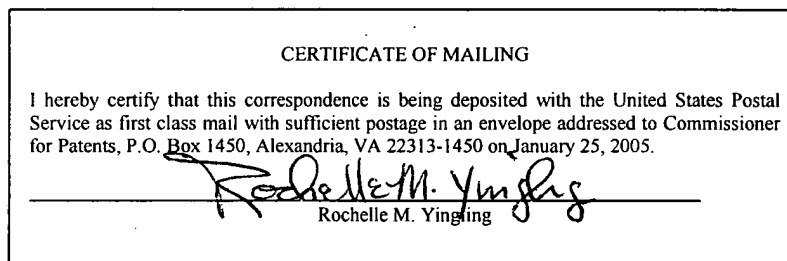 CERTIFICATE OF MAILING
I hereby certify that this correspondence is being deposited with the United States Postal
Service as first class mail with sufficient postage in an envelope addressed to Commissioner
for Patents, P.O. Box 1450, Alexandria, VA 22313-1450 on January 25, 2005.
Rochelle M. Yingling
Rochelle M. Yingling